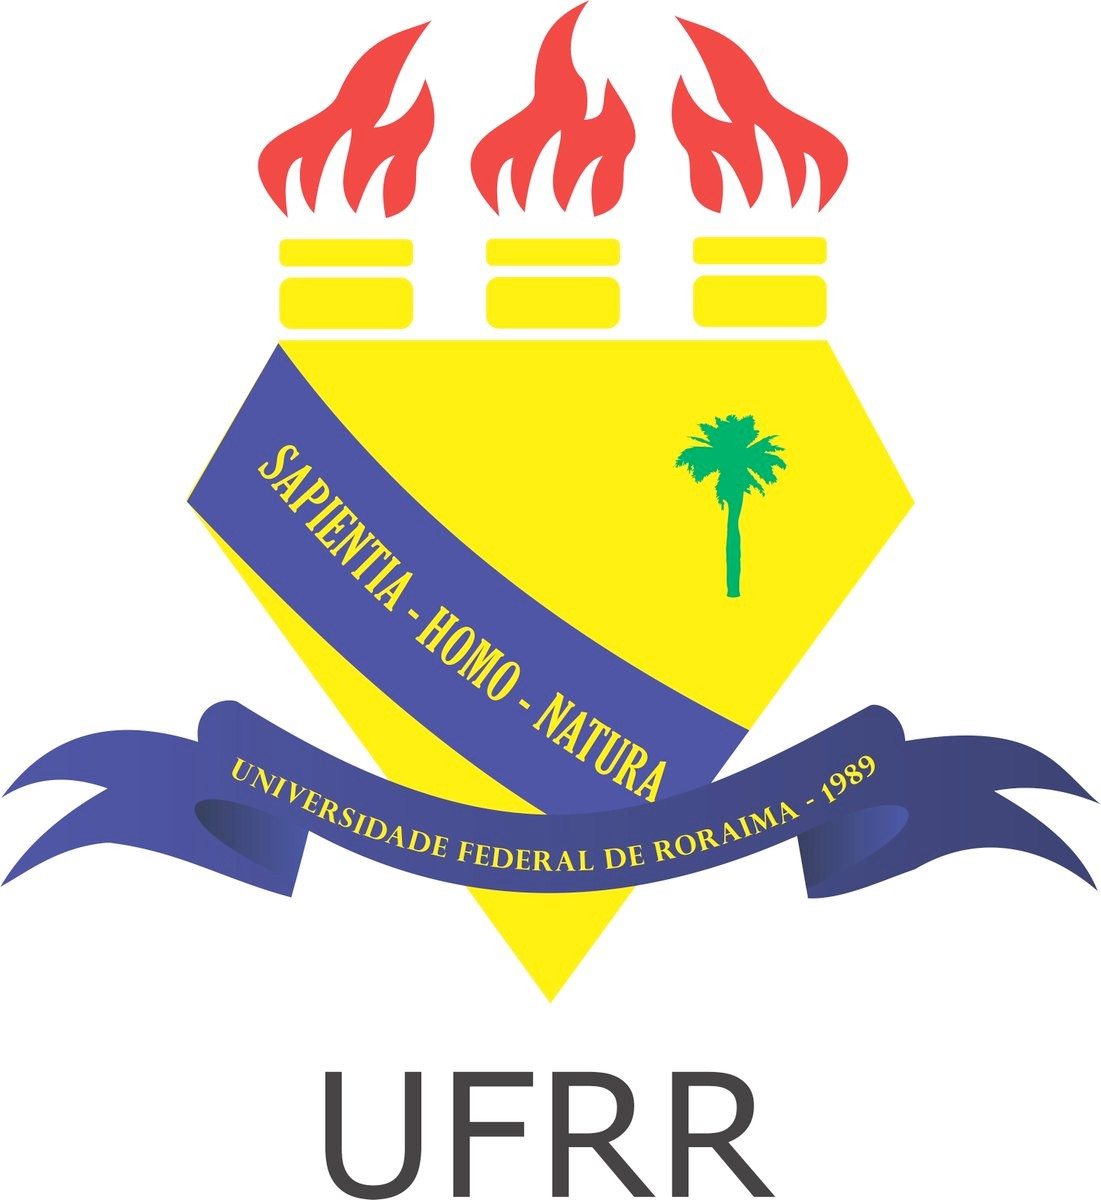 SAPIENTIA - HOMO - NATURA
UNIVERSIDADE FEDERAL DE RORAIMA - 1989
UFRR